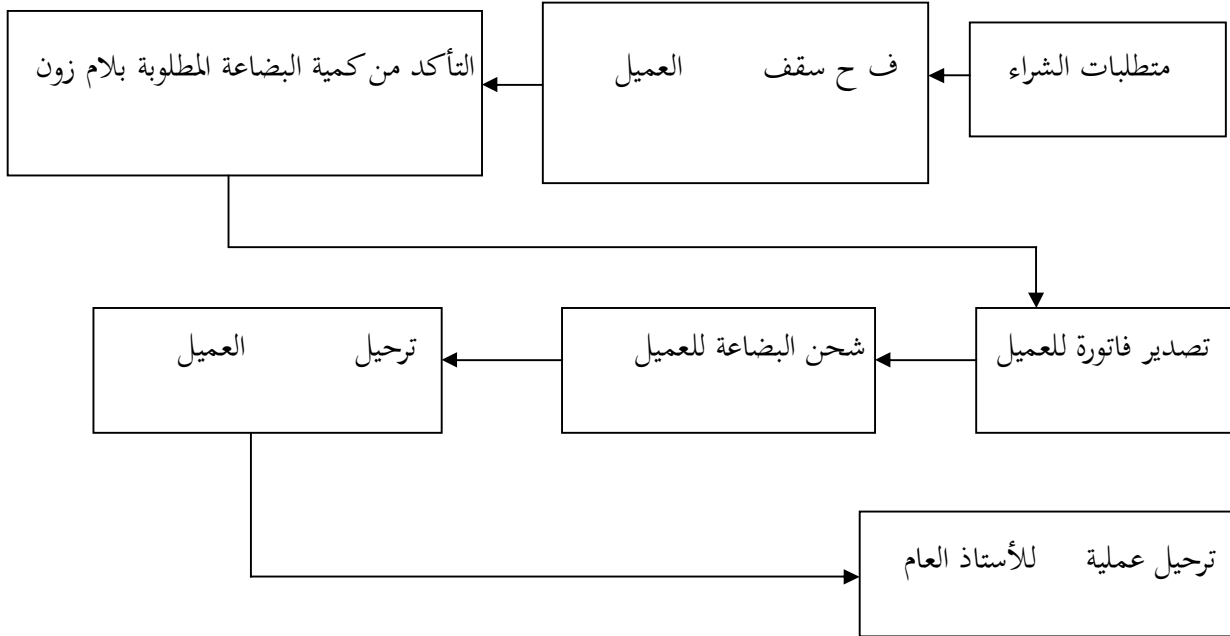 متطلبات الشراء
ف ح سقف العميل
التأكد من كمية البضاعة المطلوبة بلام زون
تصدير فاتورة للعميل
شحن البضاعة للعميل
ترحيل العميل
ترحيل عملية للأستاذ العام